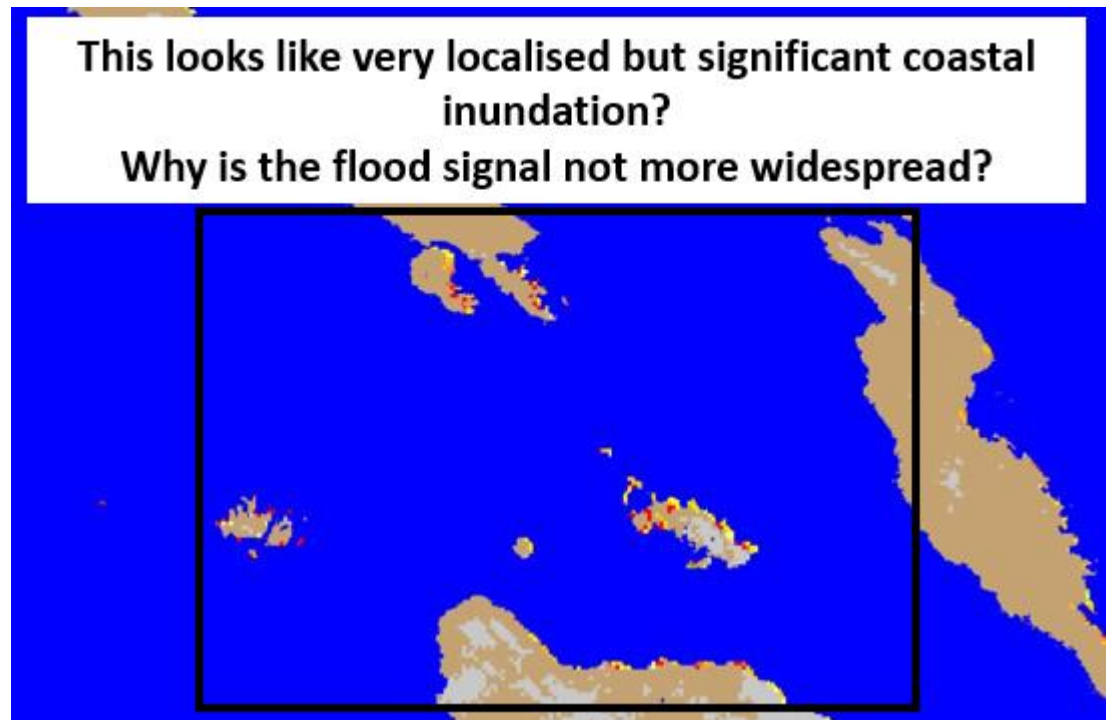 This looks like very localised but significant coastal
inundation?
Why is the flood signal not more widespread?